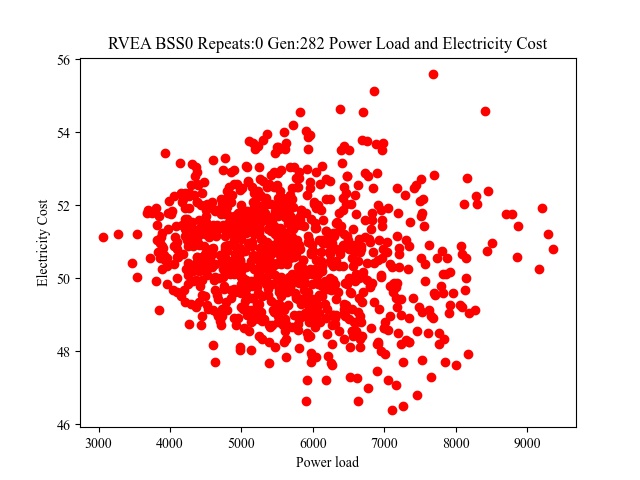 RVEA BSS0 Repeats:0 Gen:282 Power Load and Electricity Cost
56
54
52
50
48
46
Electricity Cost
3000 4000 5000 6000 7000 8000 9000
Power load